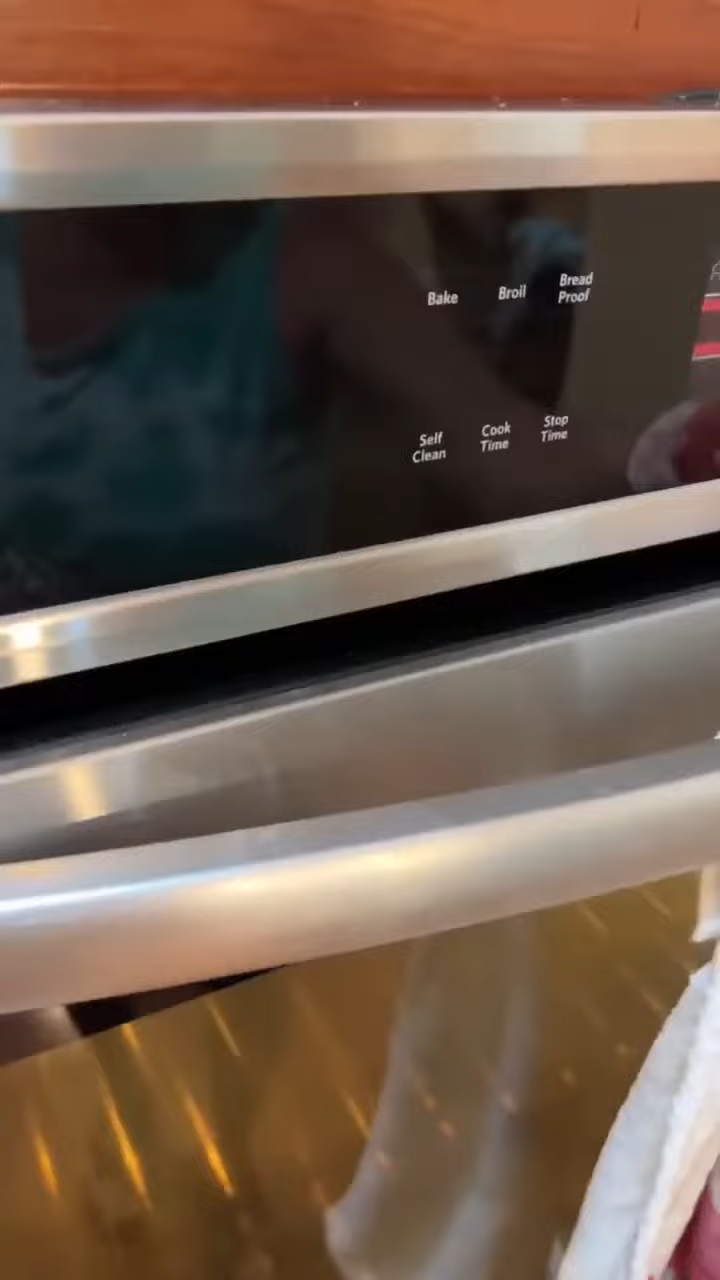 Bake Broil Bread
Proof
Self
Clean Cook
Time Stop
Time